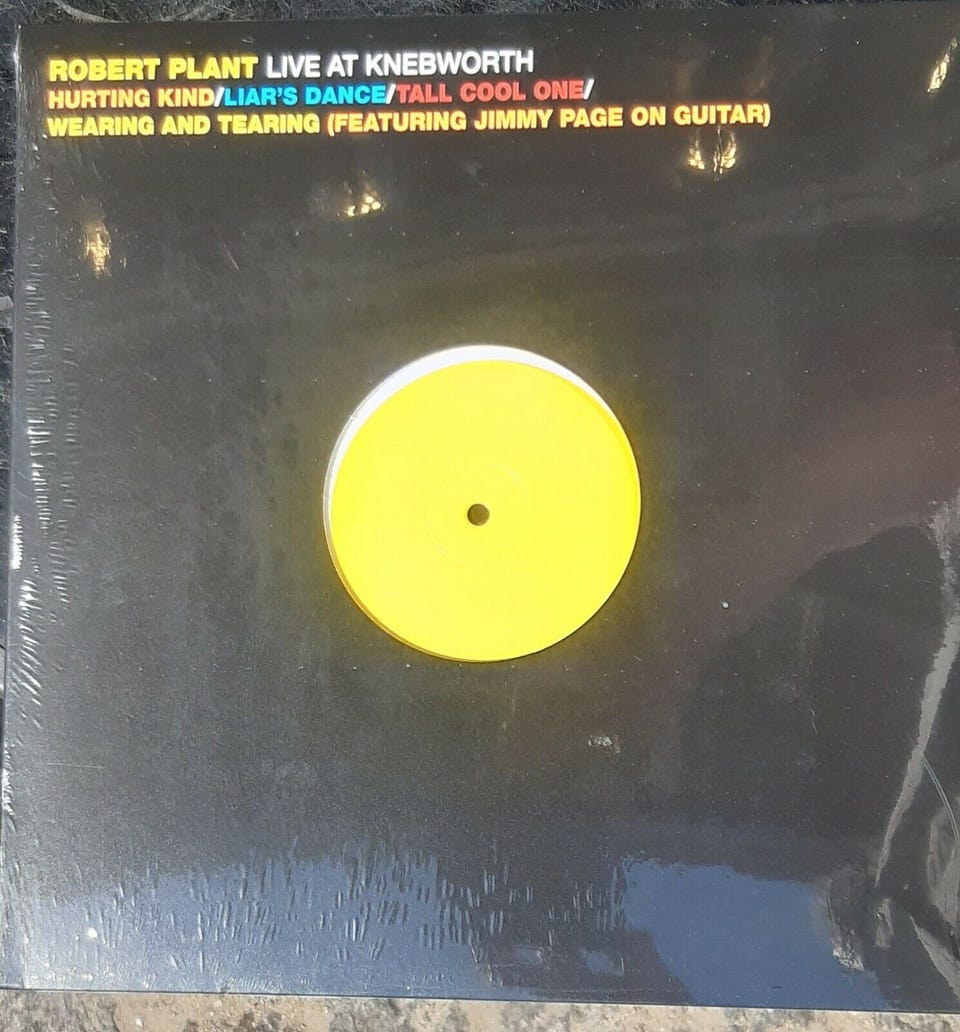 ROBERT PLANT LIVE AT KNEBWORTH
HURTING KIND/LIAR'S DANCE/TALL COOL ONE/
WEARING AND TEARING (FEATURING JIMMY PAGE ON GUITAR)